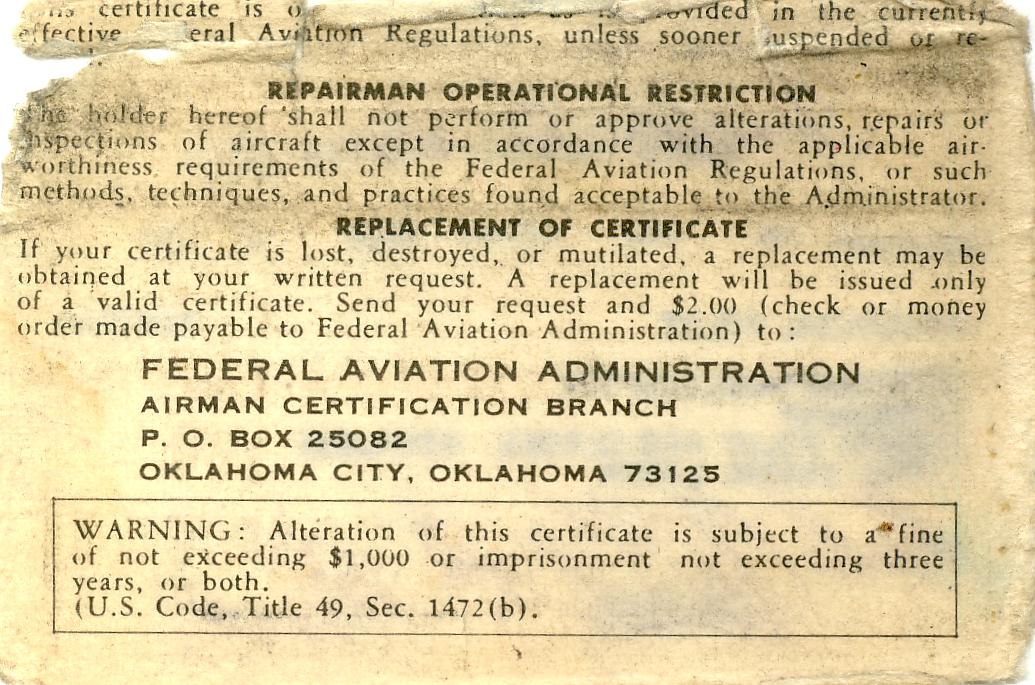 certificate is provided in the currently
effective Aviation Regulations, unless sooner suspended or re-
REPAIRMAN OPERATIONAL RESTRICTION
The holder hereof shall not perform or approve alterations, repairs or
inspections of aircraft except in accordance with the applicable air-
worthiness requirements of the Federal Aviation Regulations, or such
methods, techniques, and practices found acceptable to the Administrator.
REPLACEMENT OF CERTIFICATE
If your certificate is lost, destroyed, or mutilated, a replacement may be
obtained at your written request. A replacement will be issued only
of a valid certificate. Send your request and $2.00 (check or money
order made payable to Federal Aviation Administration) to:
FEDERAL AVIATION ADMINISTRATION
AIRMAN CERTIFICATION BRANCH
P. O. BOX 25082
OKLAHOMA CITY, OKLAHOMA 73125
WARNING: Alteration of this certificate is subject to a fine
of not exceeding $1,000 or imprisonment not exceeding three
years, or both.
(U.S. Code, Title 49, Sec. 1472(b).